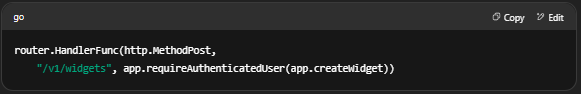 go
Copy
Edit
router.HandlerFunc(http.MethodPost,
"/v1/widgets", app.requireAuthenticatedUser(app.createWidget))